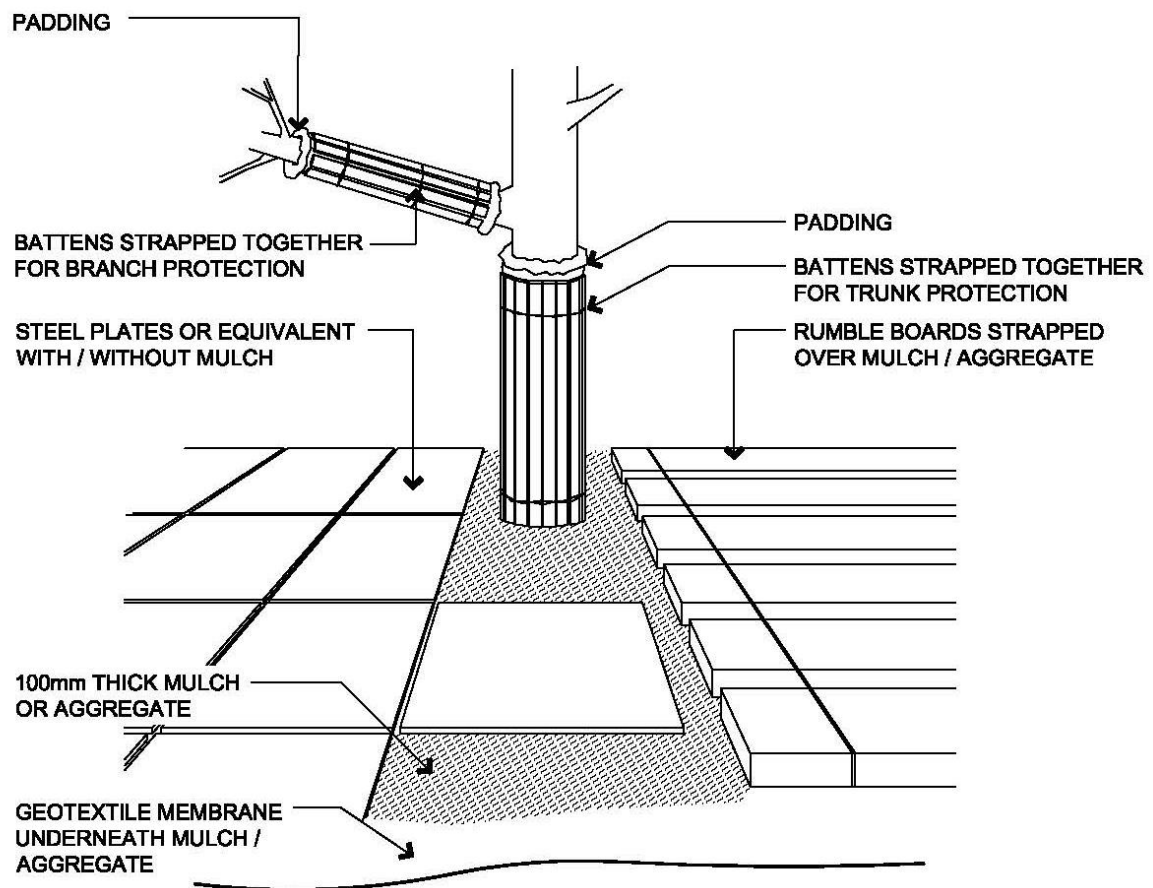 PADDING
BATTENS STRAPPED TOGETHER
FOR BRANCH PROTECTION
STEEL PLATES OR EQUIVALENT
WITH / WITHOUT MULCH
100mm THICK MULCH
OR AGGREGATE
GEOTEXTILE MEMBRANE
UNDERNEATH MULCH /
AGGREGATE
PADDING
BATTENS STRAPPED TOGETHER
FOR TRUNK PROTECTION
RUMBLE BOARDS STRAPPED
OVER MULCH / AGGREGATE